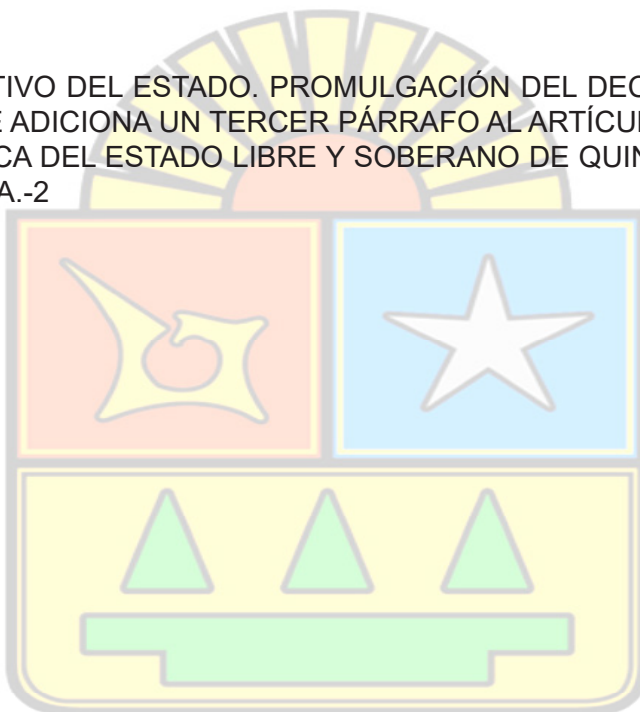 TIVO DEL ESTADO. PROMULGACIÓN DEL DEC
E ADICIONA UN TERCER PÁRRAFO AL ARTÍCU
CA DEL ESTADO LIBRE Y SOBERANO DE QUIN
A.-2